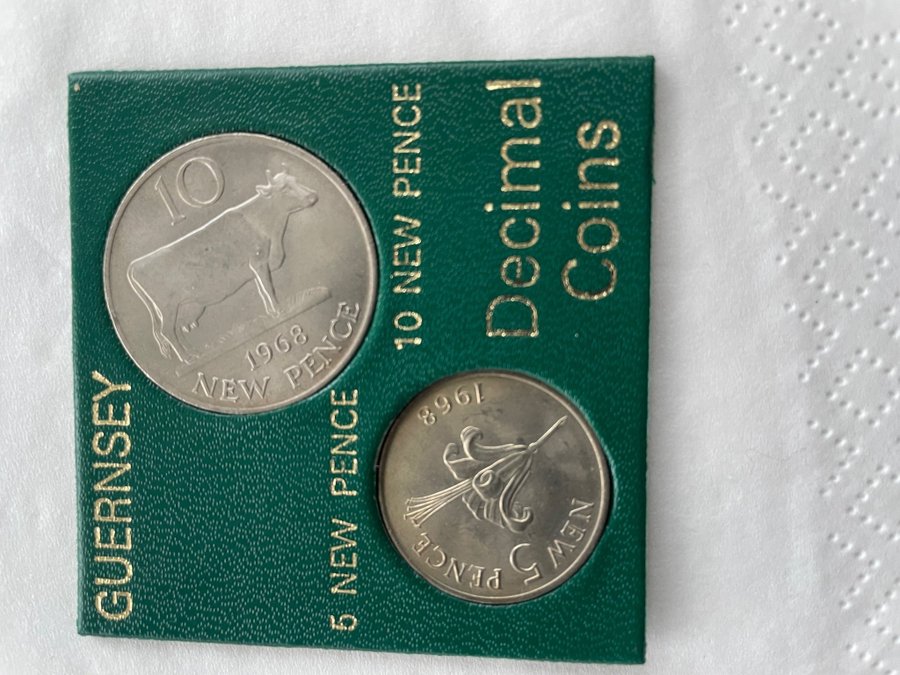 GUERNSEY
10
1968
NEW PENCE
5 NEW PENCE
10 NEW PENCE
1968
NEW
5
PENCE
Decimal
Coins